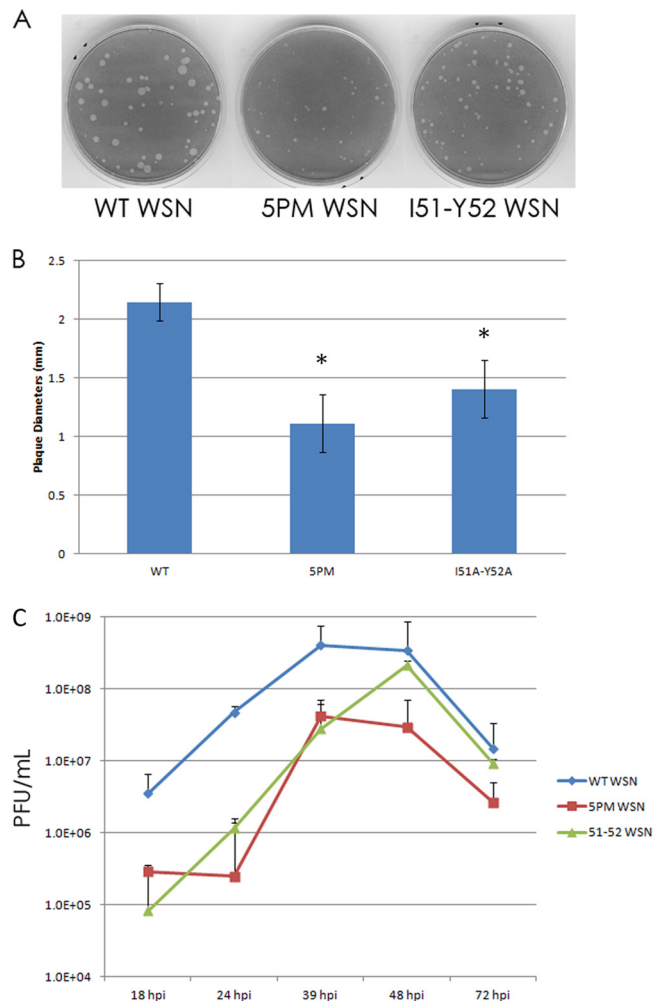 A
WT WSN 5PM WSN I51-Y52 WSN
B
2.5
2
1.5
1
0.5
0
Plaque Diameters (mm)
*
*
WT 5PM I51A-Y52A
C
1.0E+09
1.0E+08
1.0E+07
1.0E+06
1.0E+05
1.0E+04
PFU/mL
WT WSN
5PM WSN
51-52 WSN
18 hpi 24 hpi 39 hpi 48 hpi 72 hpi